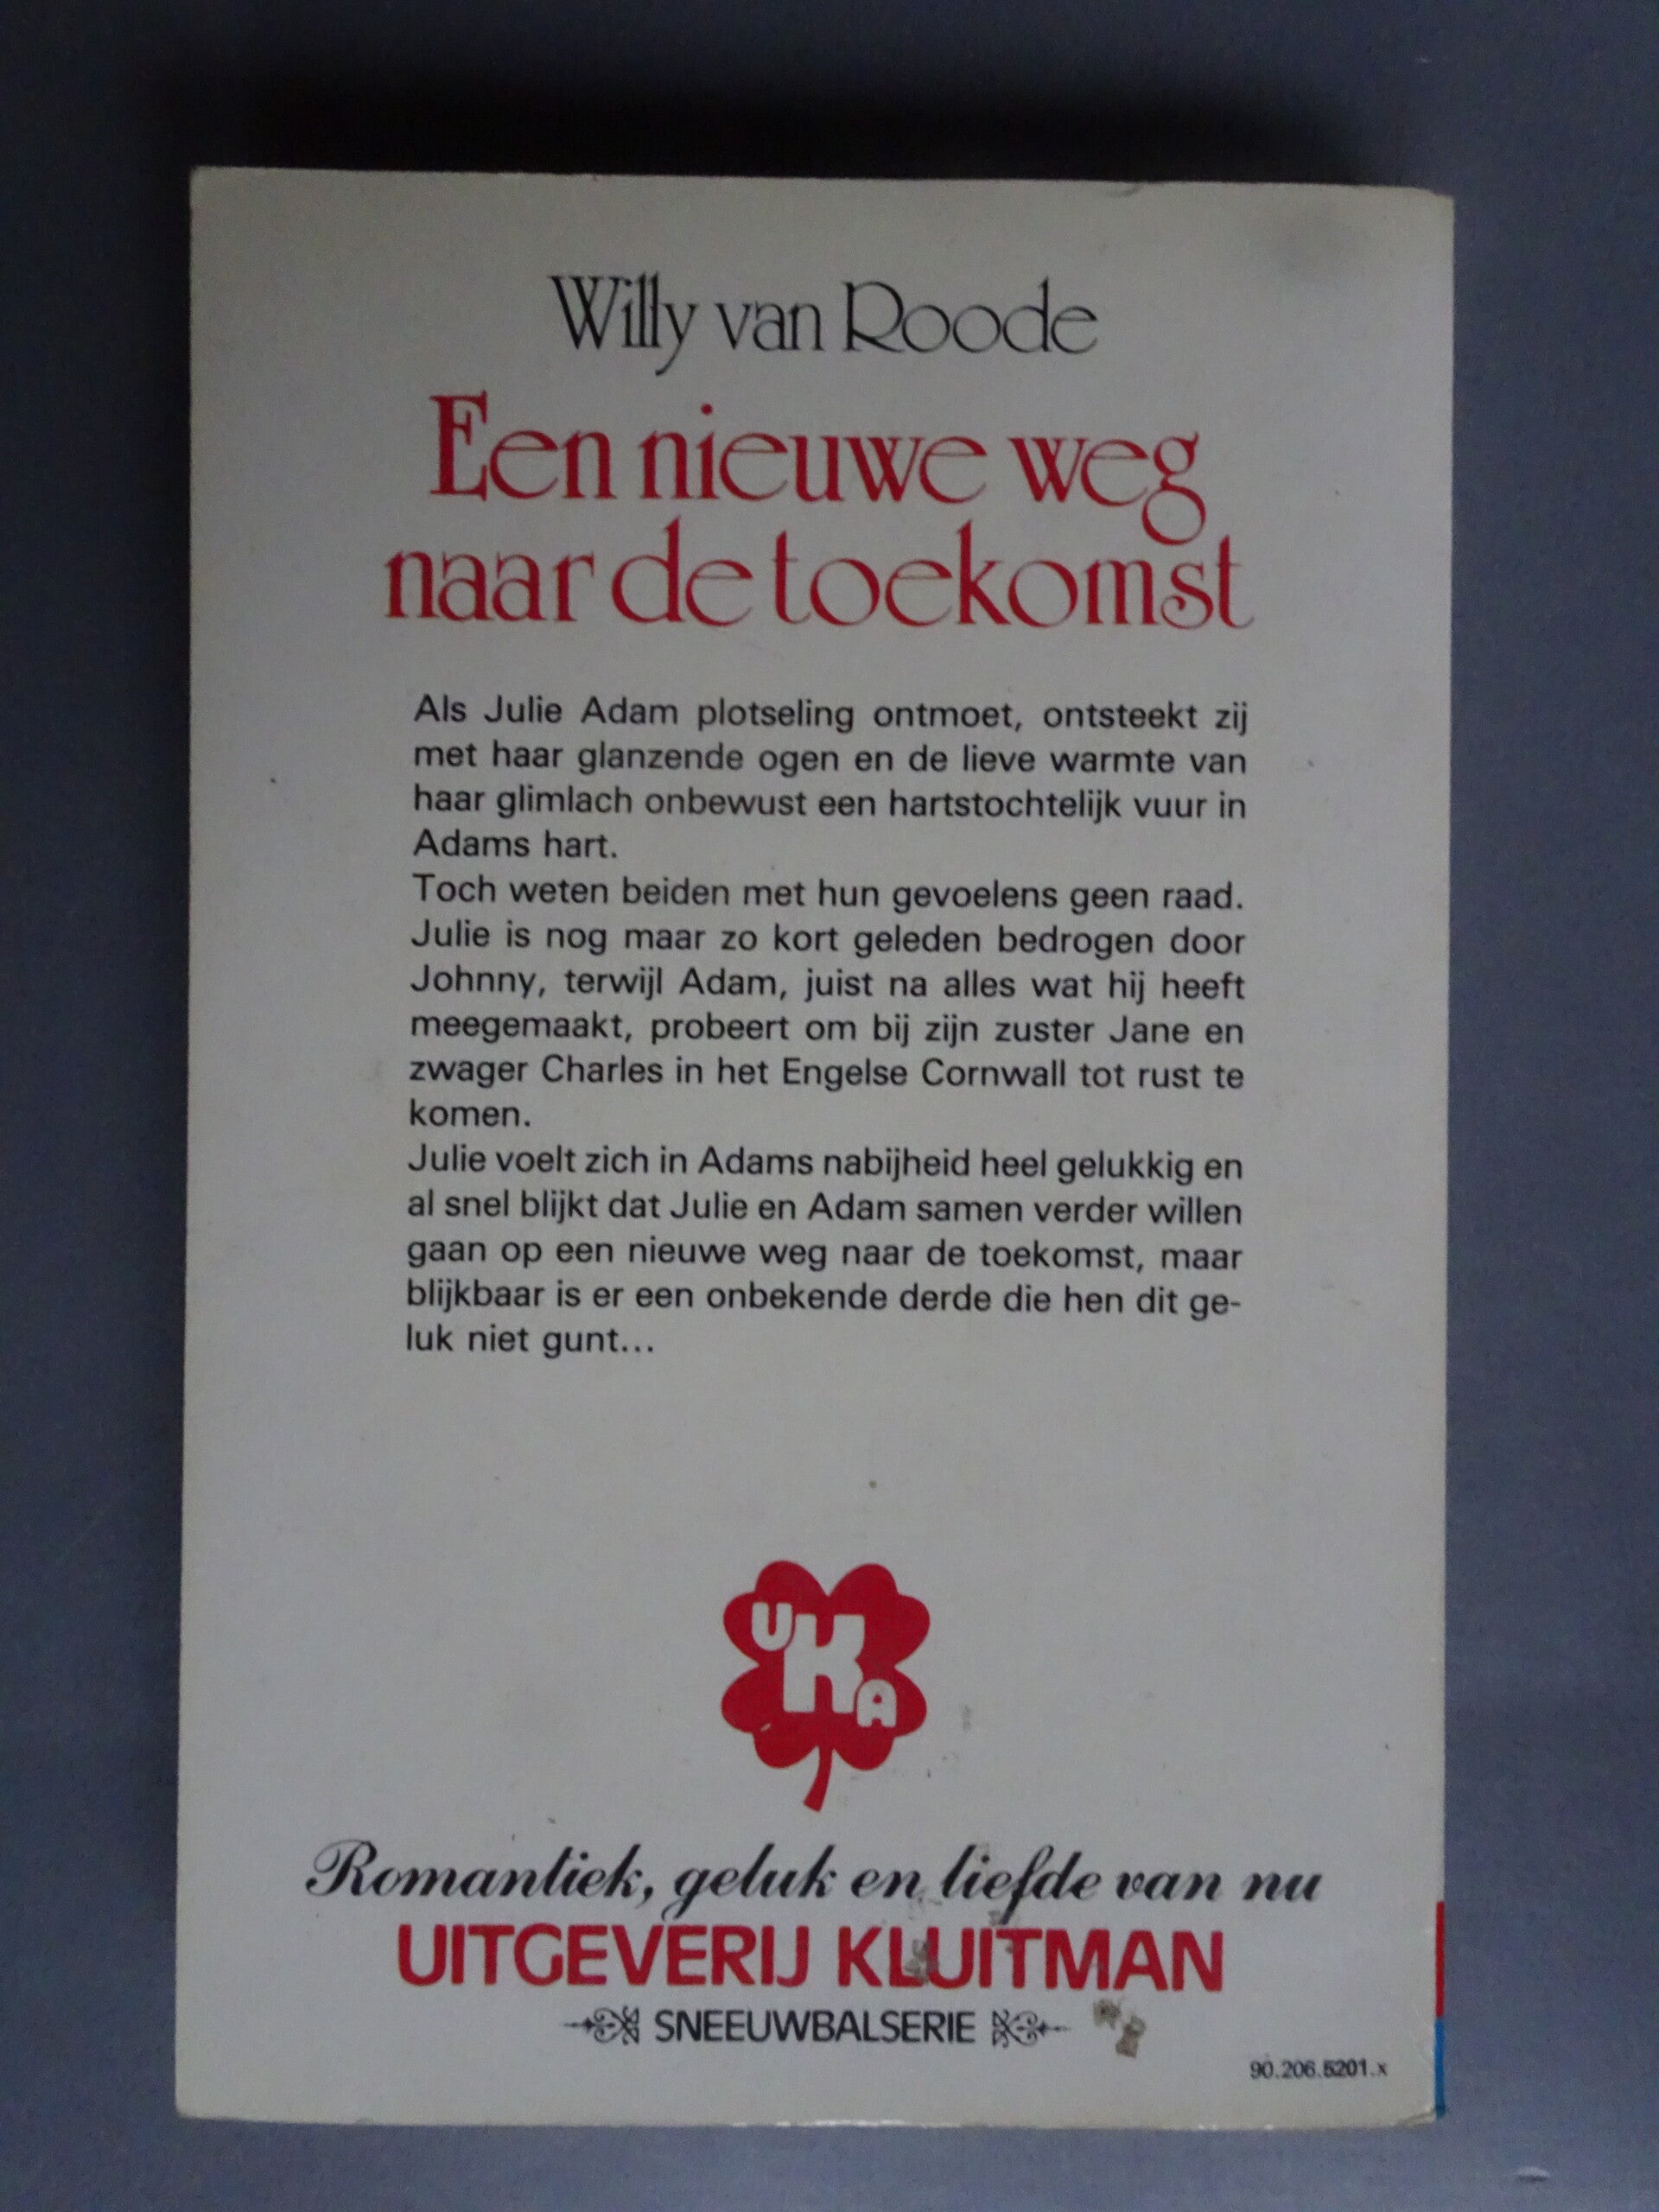 Willy van Roode
Een nieuwe weg
naar de toekomst
Als Julie Adam plotseling ontmoet, ontsteekt zij
met haar glanzende ogen en de lieve warmte van
haar glimlach onbewust een hartstochtelijk vuur in
Adams hart.
Toch weten beiden met hun gevoelens geen raad.
Julie is nog maar zo kort geleden bedrogen door
Johnny, terwijl Adam, juist na alles wat hij heeft
meegemaakt, probeert om bij zijn zuster Jane en
zwager Charles in het Engelse Cornwall tot rust te
komen.
Julie voelt zich in Adams nabijheid heel gelukkig en
al snel blijkt dat Julie en Adam samen verder willen
gaan op een nieuwe weg naar de toekomst, maar
blijkbaar is er een onbekende derde die hen dit ge-
luk niet gunt...
UKA
Romantiek, geluk en liefde van nu
UITGEVERIJ KLUITMAN
SNEEUWBALSERIE
90.206.5201.x